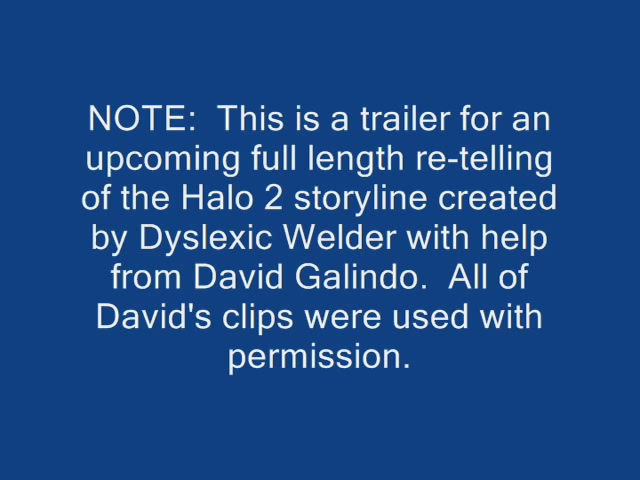 NOTE:  This is a trailer for an
upcoming full length re-telling
of the Halo 2 storyline created
by Dyslexic Welder with help
from David Galindo.  All of
David's clips were used with
permission.